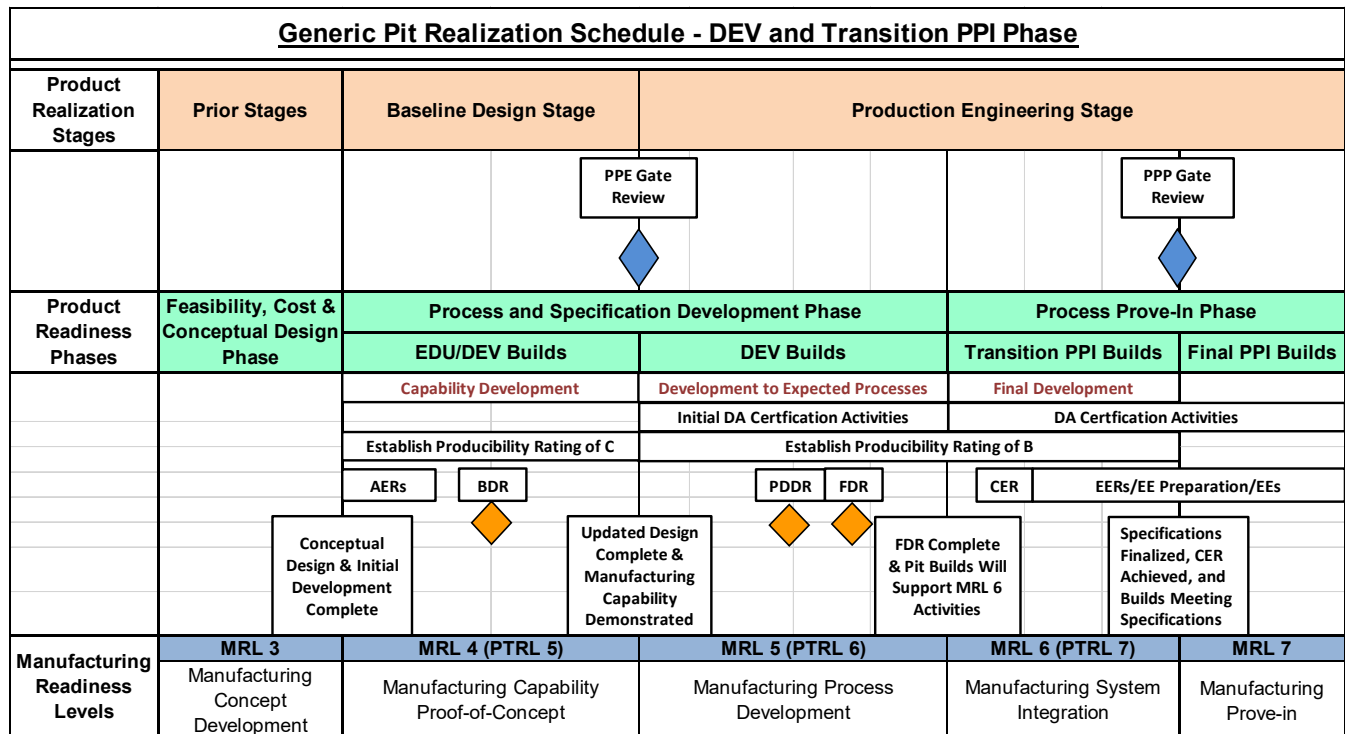 Generic Pit Realization Schedule - DEV and Transition PPI Phase
Product
Realization
Stages
Prior Stages
Baseline Design Stage
Production Engineering Stage
PPE Gate
Review
PPP Gate
Review
Product
Readiness
Phases
Feasibility, Cost &
Conceptual Design
Phase
Process and Specification Development Phase
Process Prove-In Phase
EDU/DEV Builds
DEV Builds
Transition PPI Builds
Final PPI Builds
Capability Development
Development to Expected Processes
Final Development
Initial DA Certfication Activities
DA Certfication Activities
Establish Producibility Rating of C
Establish Producibility Rating of B
AERs
BDR
PDDR
FDR
CER
EERs/EE Preparation/EEs
Conceptual
Design & Initial
Development
Complete
Updated Design
Complete &
Manufacturing
Capability
Demonstrated
FDR Complete
& Pit Builds Will
Support MRL 6
Activities
Specifications
Finalized, CER
Achieved, and
Builds Meeting
Specifications
Manufacturing
Readiness
Levels
MRL 3
MRL 4 (PTRL 5)
MRL 5 (PTRL 6)
MRL 6 (PTRL 7)
MRL 7
Manufacturing
Concept
Development
Manufacturing Capability
Proof-of-Concept
Manufacturing Process
Development
Manufacturing System
Integration
Manufacturing
Prove-in